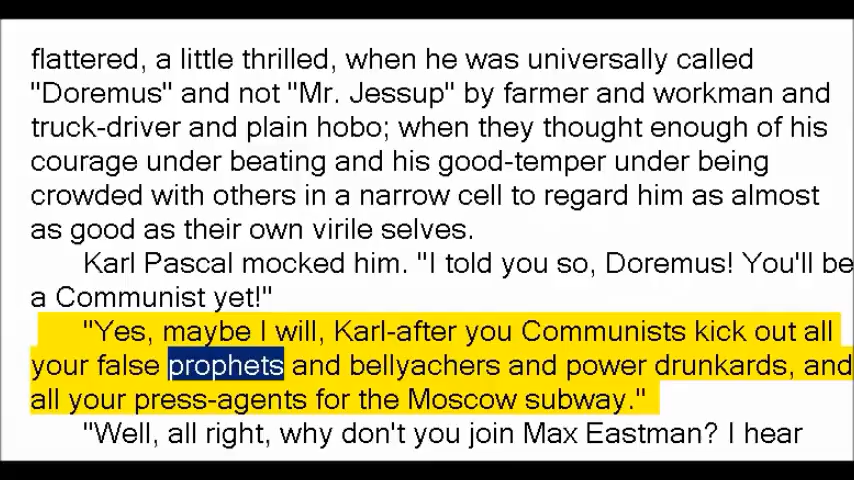 flattered, a little thrilled, when he was universally called
"Doremus" and not "Mr. Jessup" by farmer and workman and
truck-driver and plain hobo; when they thought enough of his
courage under beating and his good-temper under being
crowded with others in a narrow cell to regard him as almost
as good as their own virile selves.
Karl Pascal mocked him. "I told you so, Doremus! You'll be
a Communist yet!"
"Yes, maybe I will, Karl-after you Communists kick out all
your false prophets and bellyachers and power drunkards, and
all your press-agents for the Moscow subway."
"Well, all right, why don't you join Max Eastman? I hear